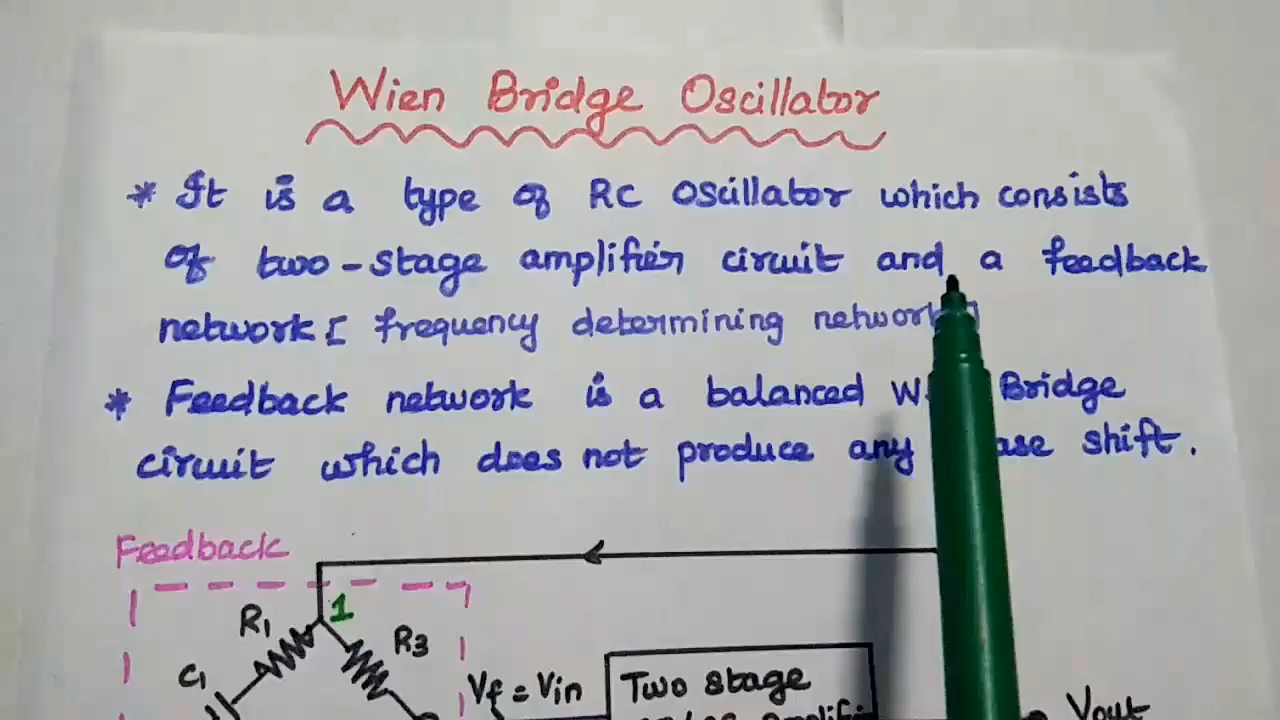 Wien Bridge Oscillator
* It is a type of RC Oscillator which consists
of two-stage amplifier circuit and a feedback
network [ frequency determining network ]
* Feedback network is a balanced Bridge
circuit which does not produce any shift.
Feedback
1
R1
R3
C1
Vf = Vin
Two stage
Vout